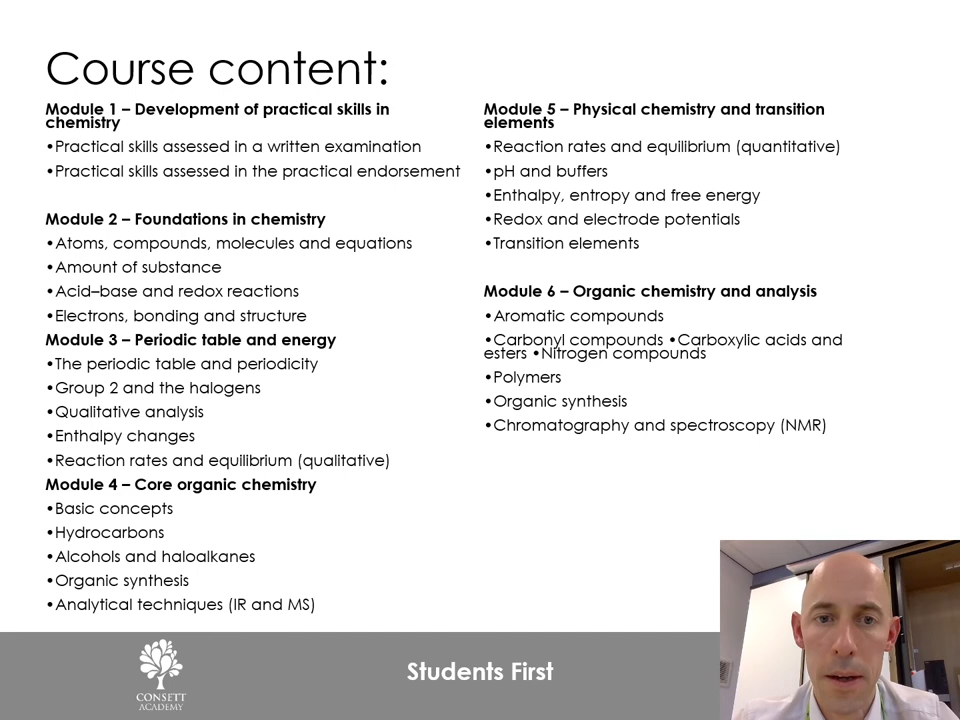 Course content:
Module 1 – Development of practical skills in
chemistry
•Practical skills assessed in a written examination
•Practical skills assessed in the practical endorsement
Module 2 – Foundations in chemistry
•Atoms, compounds, molecules and equations
•Amount of substance
•Acid–base and redox reactions
•Electrons, bonding and structure
Module 3 – Periodic table and energy
•The periodic table and periodicity
•Group 2 and the halogens
•Qualitative analysis
•Enthalpy changes
•Reaction rates and equilibrium (qualitative)
Module 4 – Core organic chemistry
•Basic concepts
•Hydrocarbons
•Alcohols and haloalkanes
•Organic synthesis
•Analytical techniques (IR and MS)
Module 5 – Physical chemistry and transition
elements
•Reaction rates and equilibrium (quantitative)
•pH and buffers
•Enthalpy, entropy and free energy
•Redox and electrode potentials
•Transition elements
Module 6 – Organic chemistry and analysis
•Aromatic compounds
•Carbonyl compounds •Carboxylic acids and
esters •Nitrogen compounds
•Polymers
•Organic synthesis
•Chromatography and spectroscopy (NMR)
CONSETT
ACADEMY
Students First